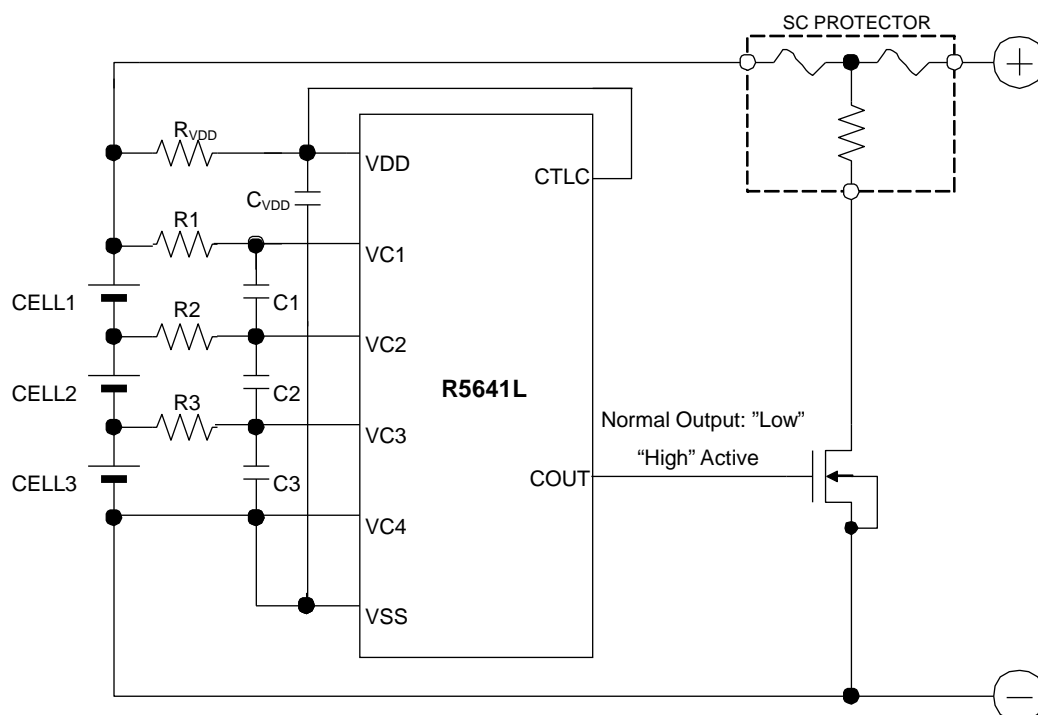 SC PROTECTOR
RVDD
VDD
CTLC
CVDD
R1
VC1
CELL1
C1
R2
VC2
CELL2
C2
R5641L
R3
VC3
Normal Output: ”Low”
“High” Active
CELL3
C3
COUT
VC4
VSS